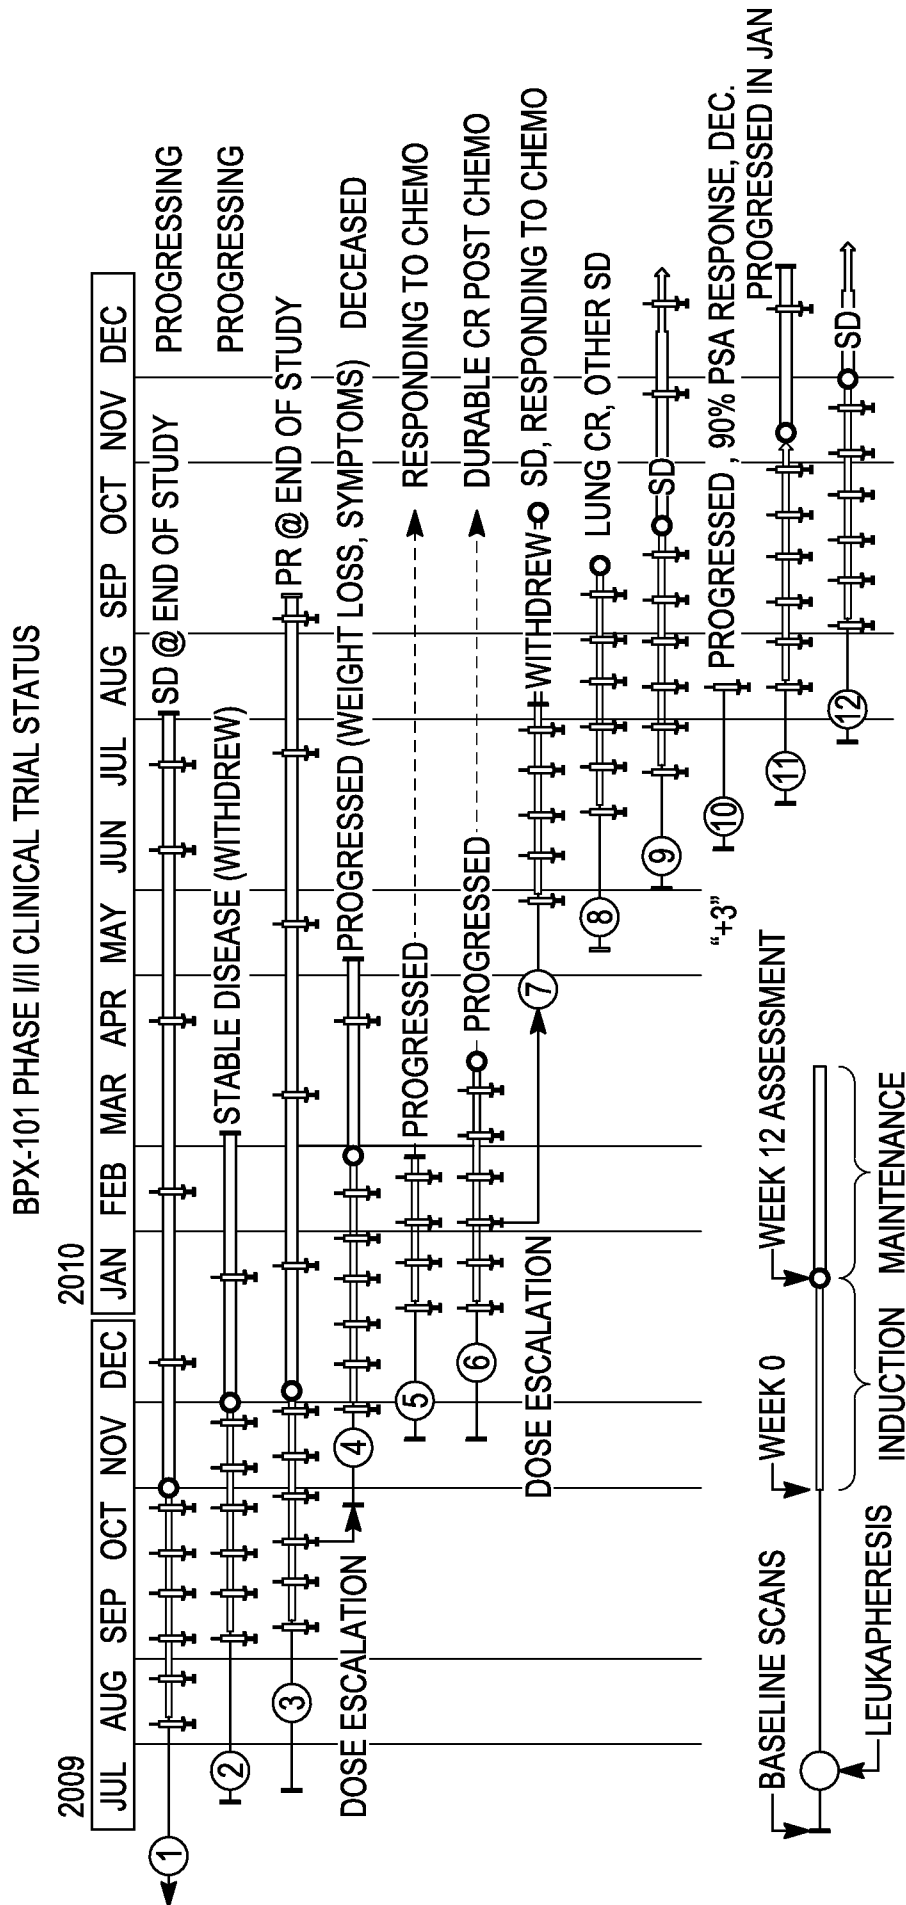 BPX-101 PHASE I/II CLINICAL TRIAL STATUS
2009
2010
JUL AUG SEP OCT NOV DEC JAN FEB MAR APR MAY JUN JUL AUG SEP OCT NOV DEC
1
SD @ END OF STUDY
PROGRESSING
2
STABLE DISEASE (WITHDREW)
PROGRESSING
3
PR @ END OF STUDY
DOSE ESCALATION
4
PROGRESSED (WEIGHT LOSS, SYMPTOMS)
DECEASED
5
PROGRESSED
RESPONDING TO CHEMO
6
PROGRESSED
DURABLE CR POST CHEMO
DOSE ESCALATION
7
WITHDREW
SD, RESPONDING TO CHEMO
8
LUNG CR, OTHER SD
9
SD
"+3"
10
PROGRESSED , 90% PSA RESPONSE, DEC.
PROGRESSED IN JAN
11
12
SD
BASELINE SCANS
WEEK 0
WEEK 12 ASSESSMENT
LEUKAPHERESIS
INDUCTION
MAINTENANCE